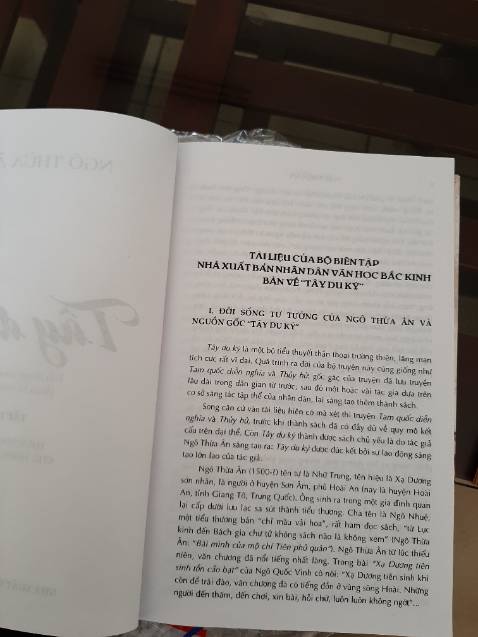 NGÔ THỪA
Tây d
TÀI LIỆU CỦA BỘ BIÊN TẬP
NHÀ XUẤT BẢN NHÂN DÂN VĂN HỌC BẮC KINH
BÀN VỀ "TÂY DU KÝ"
1. ĐỜI SỐNG TƯ TƯỞNG CỦA NGÔ THỪA ÂN VÀ
NGUỒN GỐC "TÂY DU KÝ"
Tây du ký là một bộ tiểu thuyết thần thoại trường thiên, lãng mạn
tích cực rất vĩ đại. Quá trình ra đời của bộ truyện này cũng giống như
Tam quốc diễn nghĩa và Thủy hử, gốc gác của truyện đã lưu truyền
lâu dài trong dân gian từ trước, sau đó một hoặc vài tác giả dựa trên
cơ sở sáng tác tập thể của nhân dân, lại sáng tạo thêm thành sách.
Song căn cứ vào tài liệu hiện có mà xét thì truyện Tam quốc diễn
nghĩa và Thủy hử, trước khi thành sách đã có đầy đủ về quy mô kết
cấu trên đại thể. Còn Tây du ký thành được sách chủ yếu là do tác giả
Ngô Thừa Ân sáng tạo ra; Tây du ký được đúc kết bởi sự lao động sáng
tạo lớn lao của tác giả.
Ngô Thừa Ân (1500-?) tên tự là Nhữ Trung, tên hiệu là Xạ Dương
sơn nhân, là người ở huyện Sơn Âm, phủ Hoài An (nay là huyện Hoài
An, tỉnh Giang Tô, Trung Quốc). Ông sinh ra trong một gia đình quan
lại cấp dưới lưu lạc sa sút thành tiểu thương. Cha tên là Ngô Nhuệ,
một tiểu thương bán "chỉ màu vải hoa", rất ham đọc sách, "từ Lục
kinh đến Bách gia chư tử không sách nào là không xem" (Ngô Thừa
Ân: "Bài minh của mộ chí Tiên phủ quân"). Ngô Thừa Ân từ lúc thiếu
niên, văn chương đã nổi tiếng nhất làng. Trong bài "Xạ Dương tiên
sinh tồn cảo bạt" của Ngô Quốc Vinh có nói: "Xạ Dương tiên sinh khi
còn để trái đào, văn chương đã có tiếng đồn ở vùng sông Hoài. Những
người đến thăm, đến chơi, xin bài, hỏi chữ, luôn luôn không ngớt"...